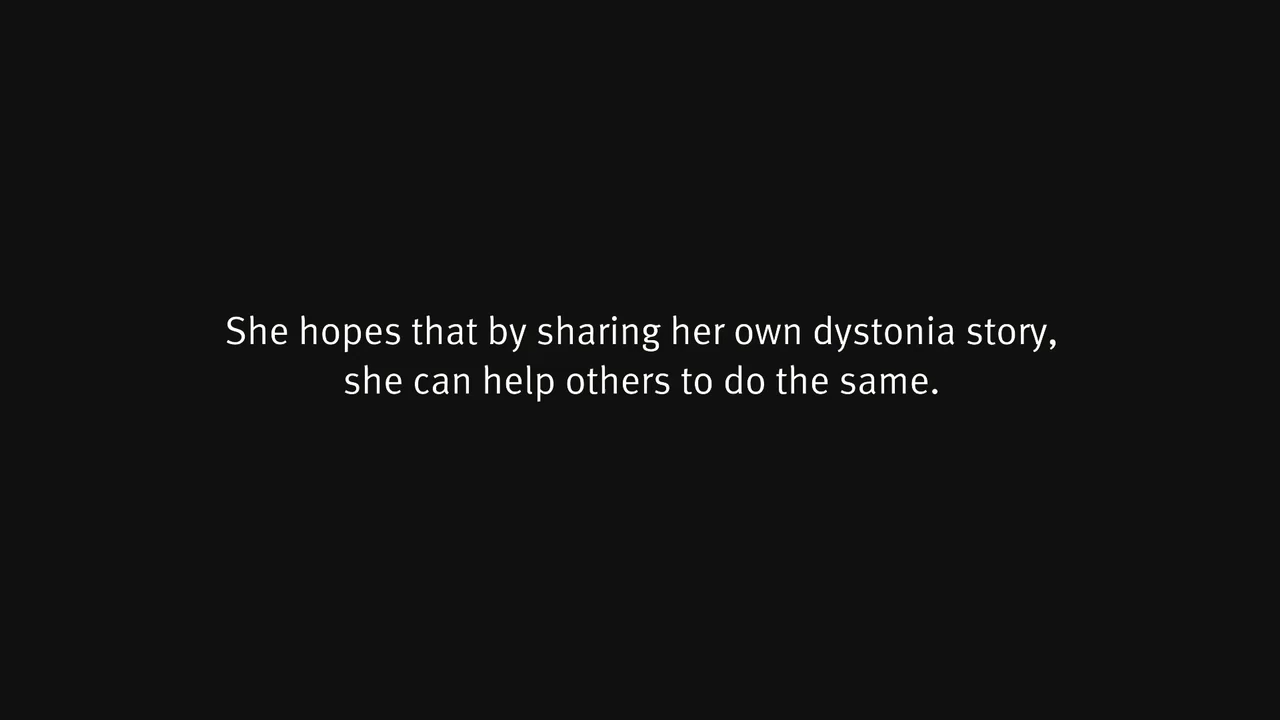 She hopes that by sharing her own dystonia story,
she can help others to do the same.